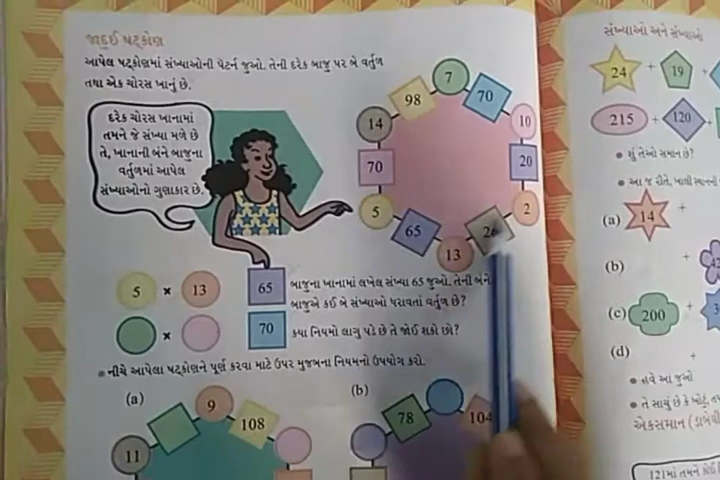 જાદુઈ ષટ્કોણ
આપેલ ષટ્કોણમાં સંખ્યાઓની પેટર્ન જુઓ. તેની દરેક બાજુ પર બે વર્તુળ
તથા એક ચોરસ ખાનું છે.
દરેક ચોરસ ખાનામાં
તમને જે સંખ્યા મળે છે
તે, ખાનાની બંને બાજુના
વર્તુળમાં આપેલ
સંખ્યાઓનો ગુણાકાર છે.
7
98
70
14
10
70
20
5
2
65
26
13
5 × 13
65
બાજુના ખાનામાં લખેલ સંખ્યા 65 જુઓ. તેની બંને
બાજુએ કઈ બે સંખ્યાઓ ધરાવતાં વર્તુળ છે?
×
70
કયા નિયમો લાગુ પડે છે તે જોઈ શકો છો?
● નીચે આપેલા ષટ્કોણને પૂર્ણ કરવા માટે ઉપર મુજબના નિયમનો ઉપયોગ કરો.
(a)
9
108
11
(b)
78
104
સંખ્યાઓ અને સંખ્યાઓ
24 + 19 +
215 + 120 +
● શું તેઓ સમાન છે?
● આ જ રીતે, ખાલી સ્થાનની
(a) 14 +
(b) +
(c) 200 +
(d) +
● હવે આ જુઓ
● તે સાચું છે કે ખોટું,
એકસમાન
121માં તમને કોઈ